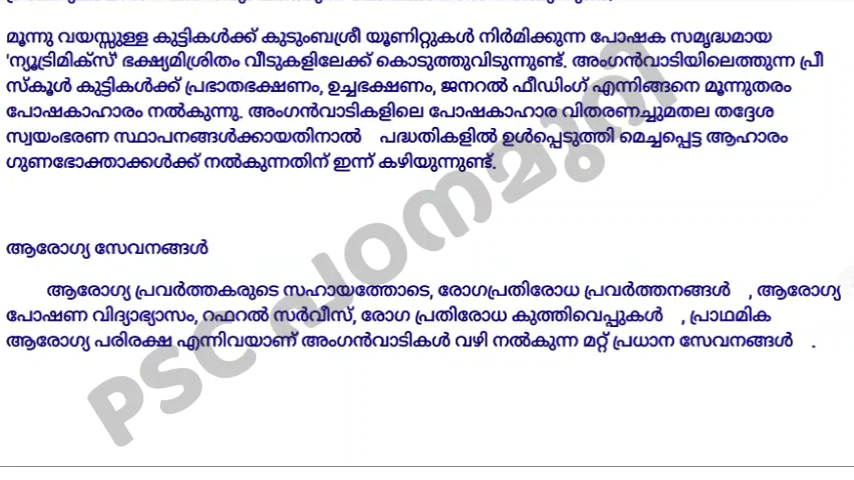 മൂന്നു വയസ്സുള്ള കുട്ടികൾക്ക് കുടുംബശ്രീ യൂണിറ്റുകൾ നിർമിക്കുന്ന പോഷക സമൃദ്ധമായ
'ന്യൂട്രിമിക്സ്' ഭക്ഷ്യമിശ്രിതം വീടുകളിലേക്ക് കൊടുത്തുവിടുന്നുണ്ട്. അംഗൻവാടിയിലെത്തുന്ന പ്രീ
സ്കൂൾ കുട്ടികൾക്ക് പ്രഭാതഭക്ഷണം, ഉച്ചഭക്ഷണം, ജനറൽ ഫീഡിംഗ് എന്നിങ്ങനെ മൂന്നുതരം
പോഷകാഹാരം നൽകുന്നു. അംഗൻവാടികളിലെ പോഷകാഹാര വിതരണച്ചുമതല തദ്ദേശ
സ്വയംഭരണ സ്ഥാപനങ്ങൾക്കായതിനാൽ പദ്ധതികളിൽ ഉൾപ്പെടുത്തി മെച്ചപ്പെട്ട ആഹാരം
ഗുണഭോക്താക്കൾക്ക് നൽകുന്നതിന് ഇന്ന് കഴിയുന്നുണ്ട്.
ആരോഗ്യ സേവനങ്ങൾ
ആരോഗ്യ പ്രവർത്തകരുടെ സഹായത്തോടെ, രോഗപ്രതിരോധ പ്രവർത്തനങ്ങൾ , ആരോഗ്യ
പോഷണ വിദ്യാഭ്യാസം, റഫറൽ സർവീസ്, രോഗ പ്രതിരോധ കുത്തിവെപ്പുകൾ , പ്രാഥമിക
ആരോഗ്യ പരിരക്ഷ എന്നിവയാണ് അംഗൻവാടികൾ വഴി നൽകുന്ന മറ്റ് പ്രധാന സേവനങ്ങൾ .
PSC പഠനമുറി